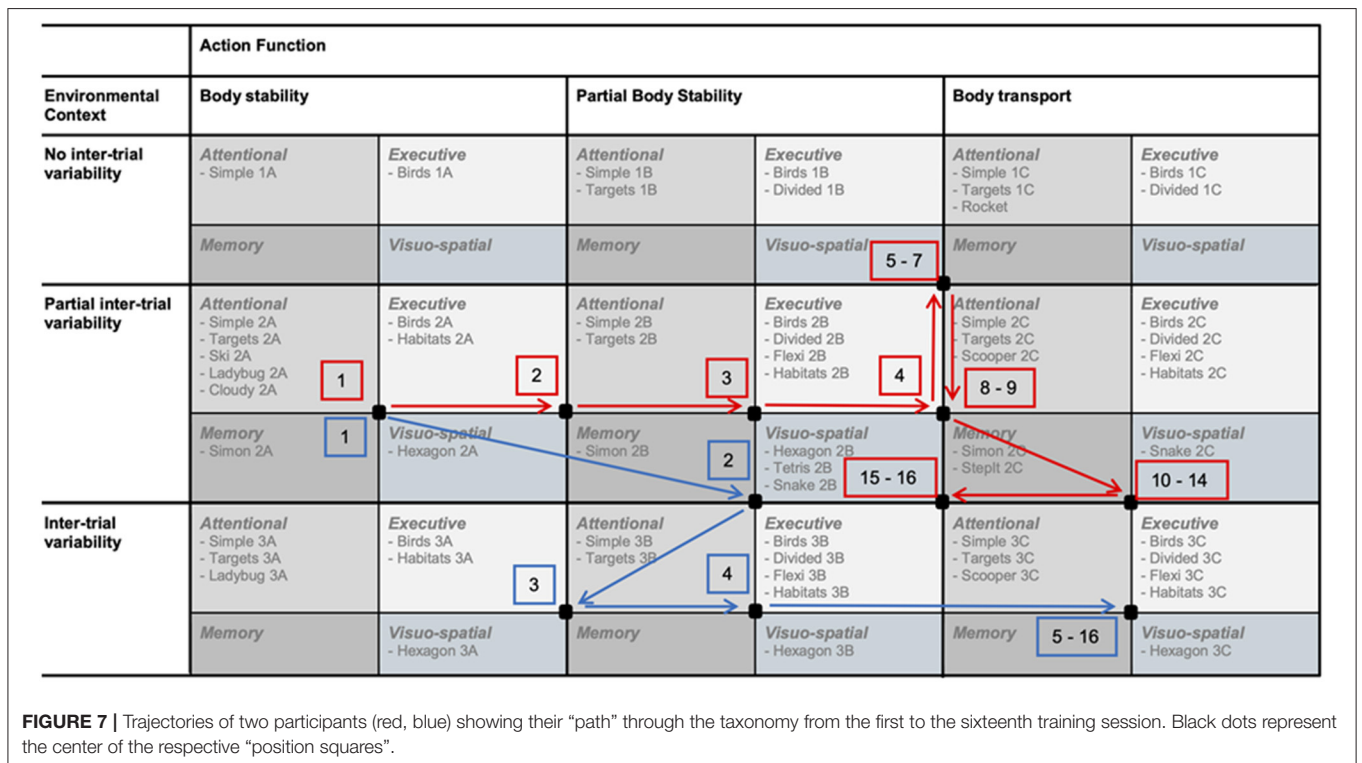 Action Function
Environmental
Context
Body stability
Partial Body Stability
Body transport
No inter-trial
variability
Attentional
- Simple 1A
Executive
- Birds 1A
Attentional
- Simple 1B
- Targets 1B
Executive
- Birds 1B
- Divided 1B
Attentional
- Simple 1C
- Targets 1C
- Rocket
Executive
- Birds 1C
- Divided 1C
Memory
Visuo-spatial
Memory
Visuo-spatial
5 - 7
Memory
Visuo-spatial
Partial inter-trial
variability
Attentional
- Simple 2A
- Targets 2A
- Ski 2A
- Ladybug 2A
- Cloudy 2A
1
Executive
- Birds 2A
- Habitats 2A
2
Attentional
- Simple 2B
- Targets 2B
3
Executive
- Birds 2B
- Divided 2B
- Flexi 2B
- Habitats 2B
4
Attentional
- Simple 2C
- Targets 2C
- Scooper 2C
8 - 9
Executive
- Birds 2C
- Divided 2C
- Flexi 2C
- Habitats 2C
Memory
- Simon 2A
1
Visuo-spatial
- Hexagon 2A
Memory
- Simon 2B
2
Visuo-spatial
- Hexagon 2B
- Tetris 2B
- Snake 2B
15 - 16
Memory
- Simon 2C
- StepIt 2C
Visuo-spatial
- Snake 2C
10 - 14
Inter-trial
variability
Attentional
- Simple 3A
- Targets 3A
- Ladybug 3A
Executive
- Birds 3A
- Habitats 3A
3
Attentional
- Simple 3B
- Targets 3B
4
Executive
- Birds 3B
- Divided 3B
- Flexi 3B
- Habitats 3B
Attentional
- Simple 3C
- Targets 3C
- Scooper 3C
Executive
- Birds 3C
- Divided 3C
- Flexi 3C
- Habitats 3C
Memory
Visuo-spatial
- Hexagon 3A
Memory
Visuo-spatial
- Hexagon 3B
Memory
5 - 16
Visuo-spatial
- Hexagon 3C
FIGURE 7 | Trajectories of two participants (red, blue) showing their “path” through the taxonomy from the first to the sixteenth training session. Black dots represent
the center of the respective “position squares”.